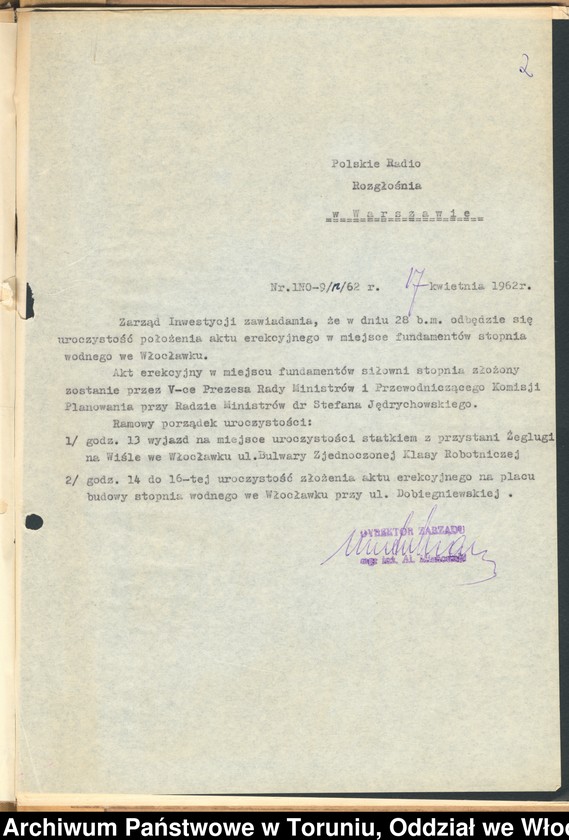 2
Polskie Radio
Rozgłośnia
w Warszawie
Nr.1NO-9/12/62 r. 17 kwietnia 1962r.
Zarząd Inwestycji zawiadamia, że w dniu 28 b.m. odbędzie się
uroczystość położenia aktu erekcyjnego w miejsce fundamentów stopnia
wodnego we Włocławku.
Akt erekcyjny w miejscu fundamentów siłowni stopnia złożony
zostanie przez V-ce Prezesa Rady Ministrów i Przewodniczącego Komisji
Planowania przy Radzie Ministrów dr Stefana Jędrychowskiego.
Ramowy porządek uroczystości:
1/ godz. 13 wyjazd na miejsce uroczystości statkiem z przystani Żeglugi
na Wiśle we Włocławku ul.Bulwary Zjednoczonej Klasy Robotniczej
2/ godz. 14 do 16-tej uroczystość złożenia aktu erekcyjnego na placu
budowy stopnia wodnego we Włocławku przy ul. Dobiegniewskiej .
DYREKTOR ZARZĄDU
mgr inż. Al.
Archiwum Państwowe w Toruniu, Oddział we Włoc